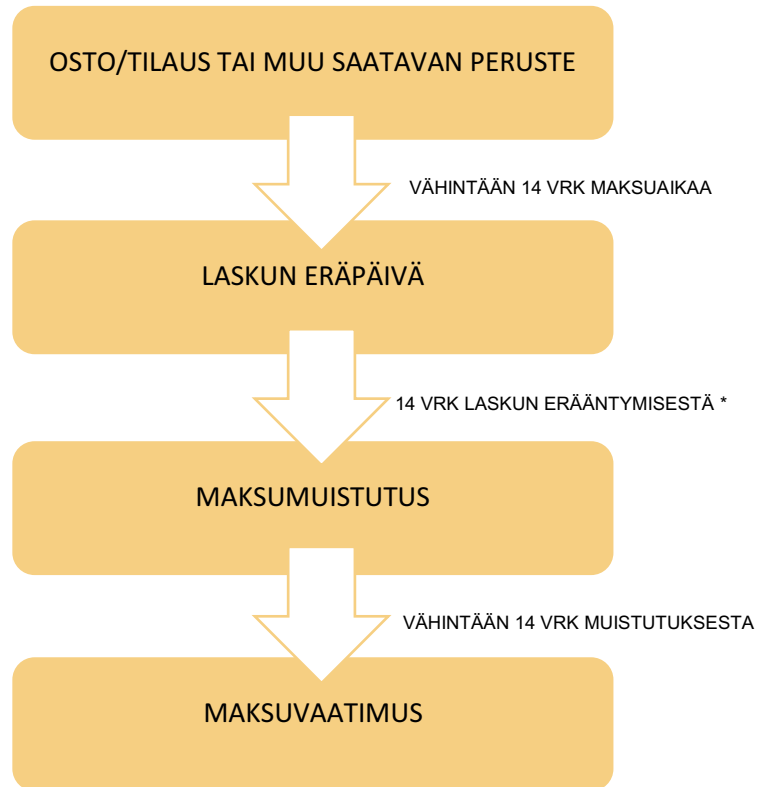 OSTO/TILAUS TAI MUU SAATAVAN PERUSTE
VÄHINTÄÄN 14 VRK MAKSUAIKAA
LASKUN ERÄPÄIVÄ
14 VRK LASKUN ERÄÄNTYMISESTÄ *
MAKSUMUISTUTUS
VÄHINTÄÄN 14 VRK MUISTUTUKSESTA
MAKSUVAATIMUS